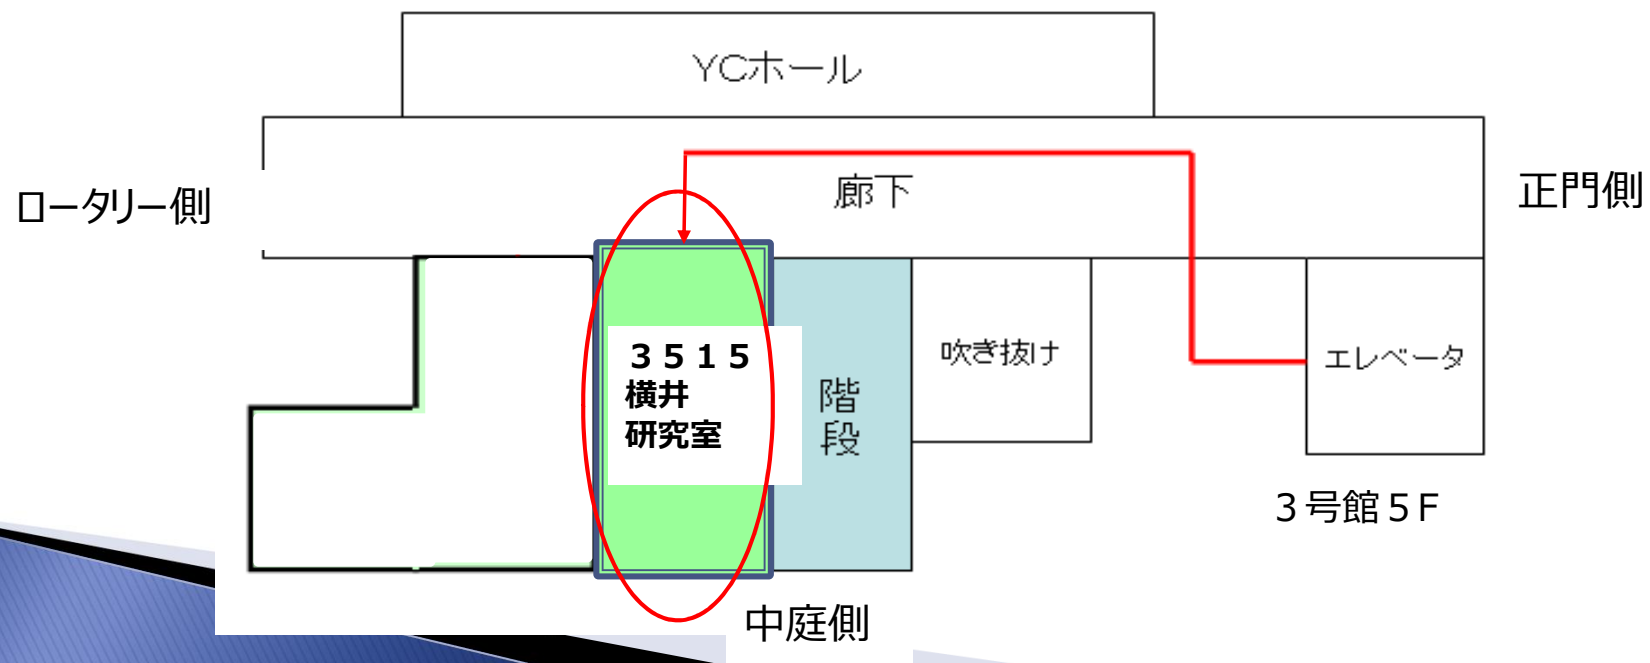 YCホール
廊下
ロータリー側
正門側
３５１５
横井
研究室
階
段
吹き抜け
エレベータ
３号館５F
中庭側